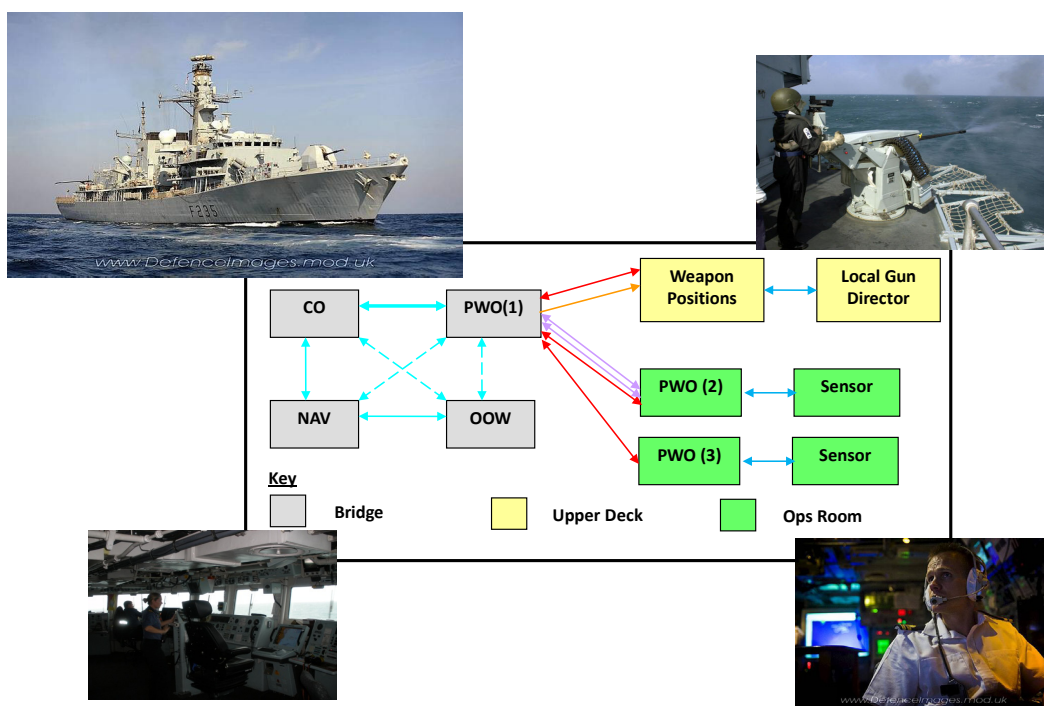 F235
www.DefenceImages.mod.uk
Weapon
Positions
Local Gun
Director
CO
PWO(1)
PWO (2)
Sensor
NAV
OOW
PWO (3)
Sensor
Key
Bridge
Upper Deck
Ops Room
www.DefenceImages.mod.uk